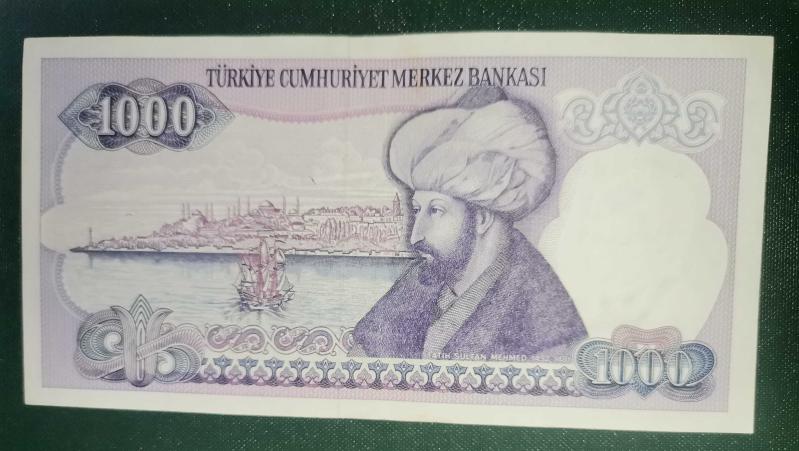 TÜRKİYE CUMHURİYET MERKEZ BANKASI
1000
FATİH SULTAN MEHMED
1000